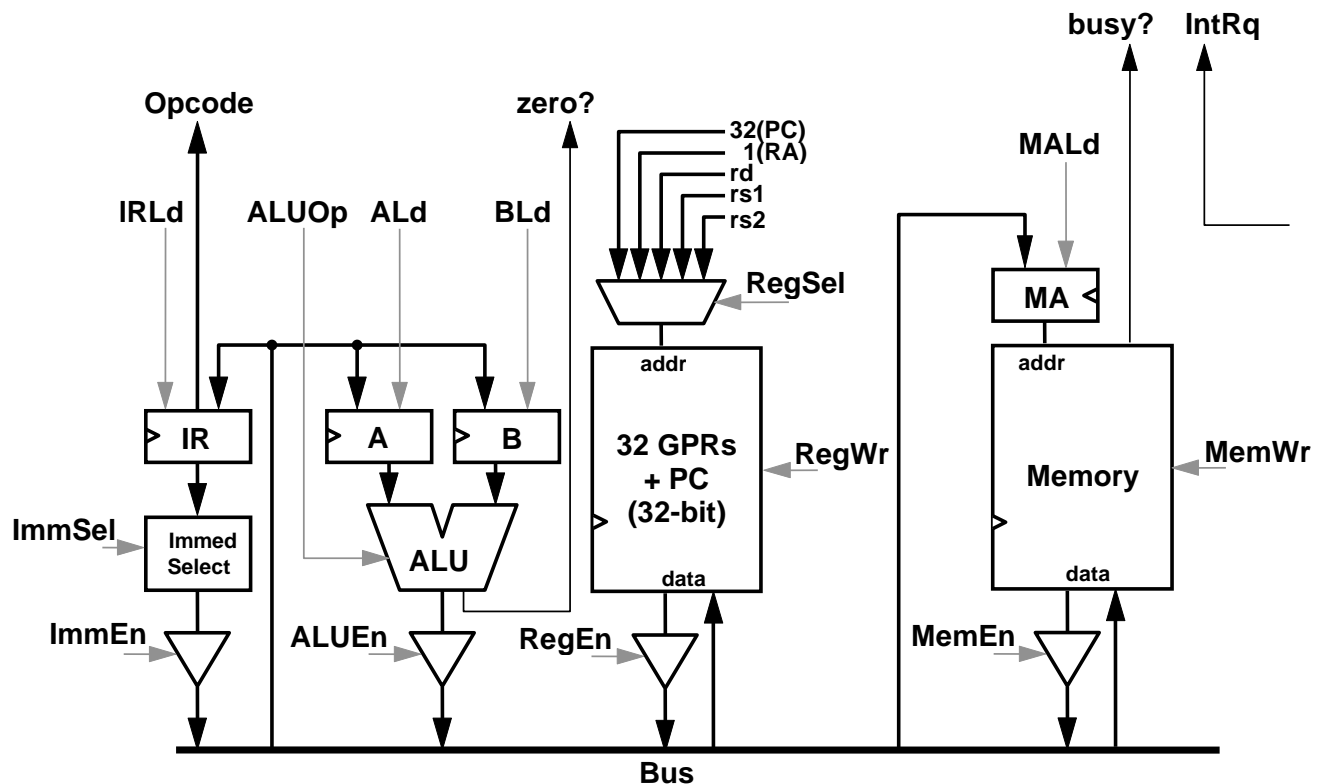 busy? IntRq
Opcode zero?
32(PC)
1(RA)
rd
rs1
rs2
MALd
IRLd ALUOp ALd BLd
RegSel
MA
addr addr
IR A B
32 GPRs
+ PC
(32-bit)
RegWr
Memory
MemWr
ImmSel
Immed
Select
ALU
data data
ImmEn ALUEn RegEn MemEn
Bus